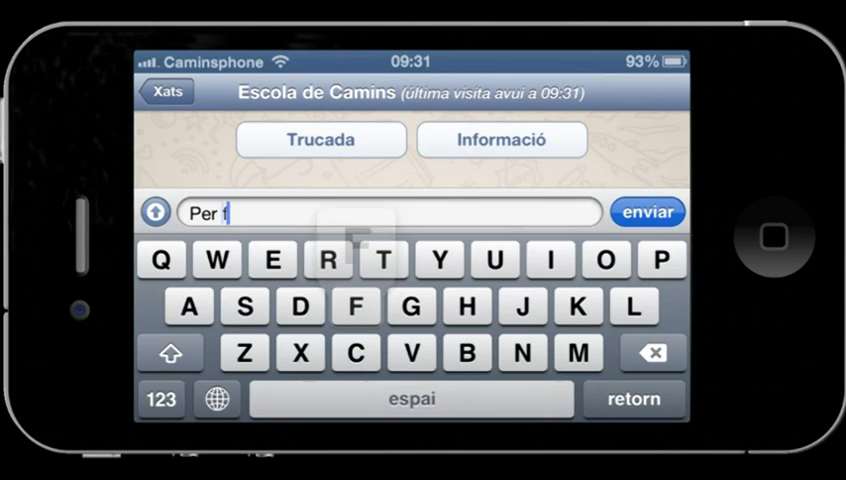 Caminsphone 09:31 93%
Xats Escola de Camins (última visita avui a 09:31)
Trucada Informació
Per f enviar
F
Q W E R T Y U I O P
A S D F G H J K L
Z X C V B N M
123 espai retorn